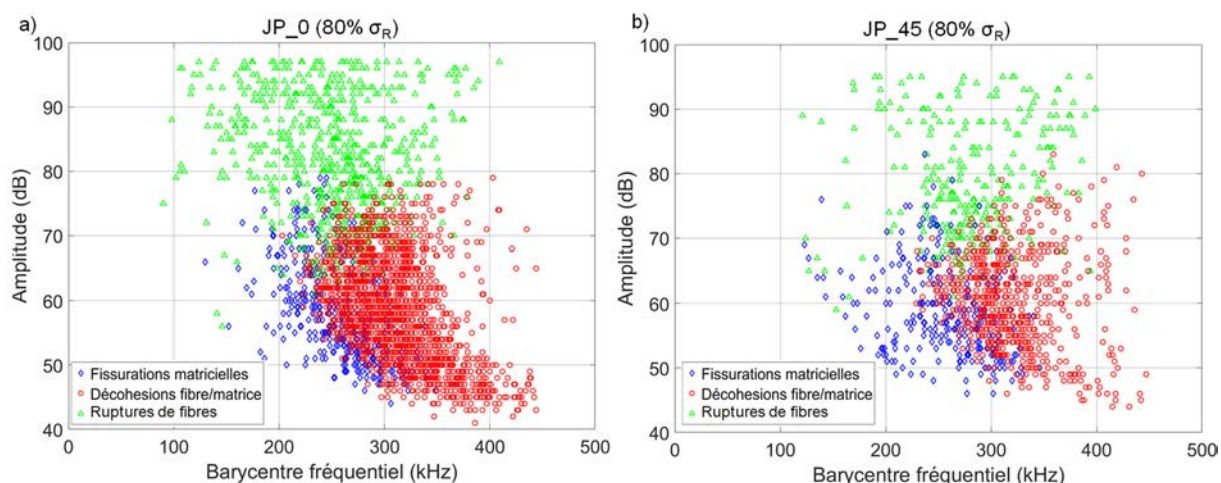 a)
JP_0 (80% σR)
100
90
80
70
60
50
40
Amplitude (dB)
Fissurations matricielles
Décohesions fibre/matrice
Ruptures de fibres
0
100
200
300
400
500
Barycentre fréquentiel (kHz)
b)
JP_45 (80% σR)
100
90
80
70
60
50
40
Amplitude (dB)
Fissurations matricielles
Décohesions fibre/matrice
Ruptures de fibres
0
100
200
300
400
500
Barycentre fréquentiel (kHz)